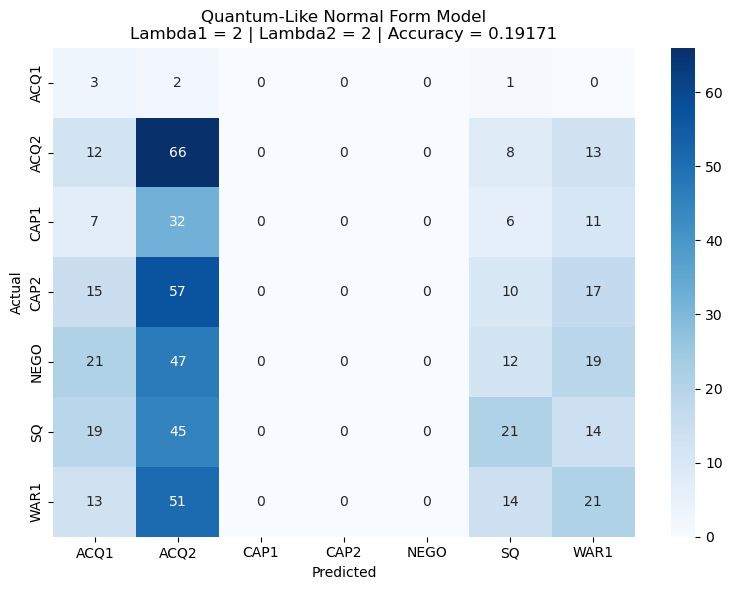 Quantum-Like Normal Form Model
Lambda1 = 2 | Lambda2 = 2 | Accuracy = 0.19171
Actual
ACQ1 3 2 0 0 0 1 0
ACQ2 12 66 0 0 0 8 13
CAP1 7 32 0 0 0 6 11
CAP2 15 57 0 0 0 10 17
NEGO 21 47 0 0 0 12 19
SQ 19 45 0 0 0 21 14
WAR1 13 51 0 0 0 14 21
ACQ1 ACQ2 CAP1 CAP2 NEGO SQ WAR1
Predicted
60
50
40
30
20
10
0